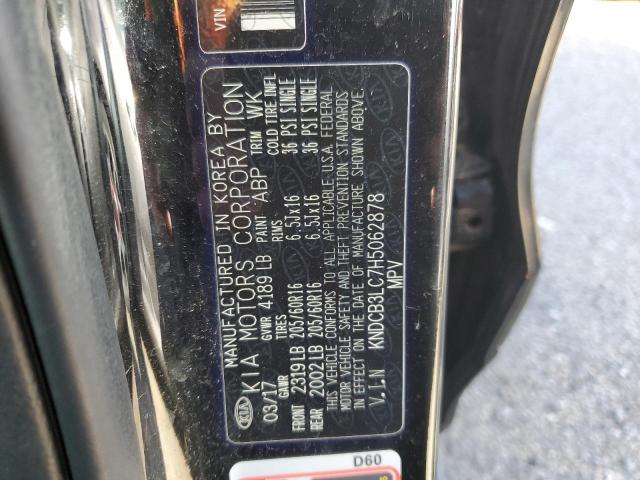 VIN
MANUFACTURED IN KOREA BY
KIA KIA MOTORS CORPORATION
03/17 GVWR 4189 LB PAINT ABP TRIM WK
GAWR TIRES RIMS COLD TIRE INFL
FRONT 2319 LB 205/60R16 6.5Jx16 36 PSI SINGLE
REAR 2002 LB 205/60R16 6.5Jx16 36 PSI SINGLE
THIS VEHICLE CONFORMS TO ALL APPLICABLE U.S.A. FEDERAL
MOTOR VEHICLE SAFETY AND THEFT PREVENTION STANDARDS
IN EFFECT ON THE DATE OF MANUFACTURE SHOWN ABOVE.
V.I.N KNDCB3LC7H5062878
MPV
D60